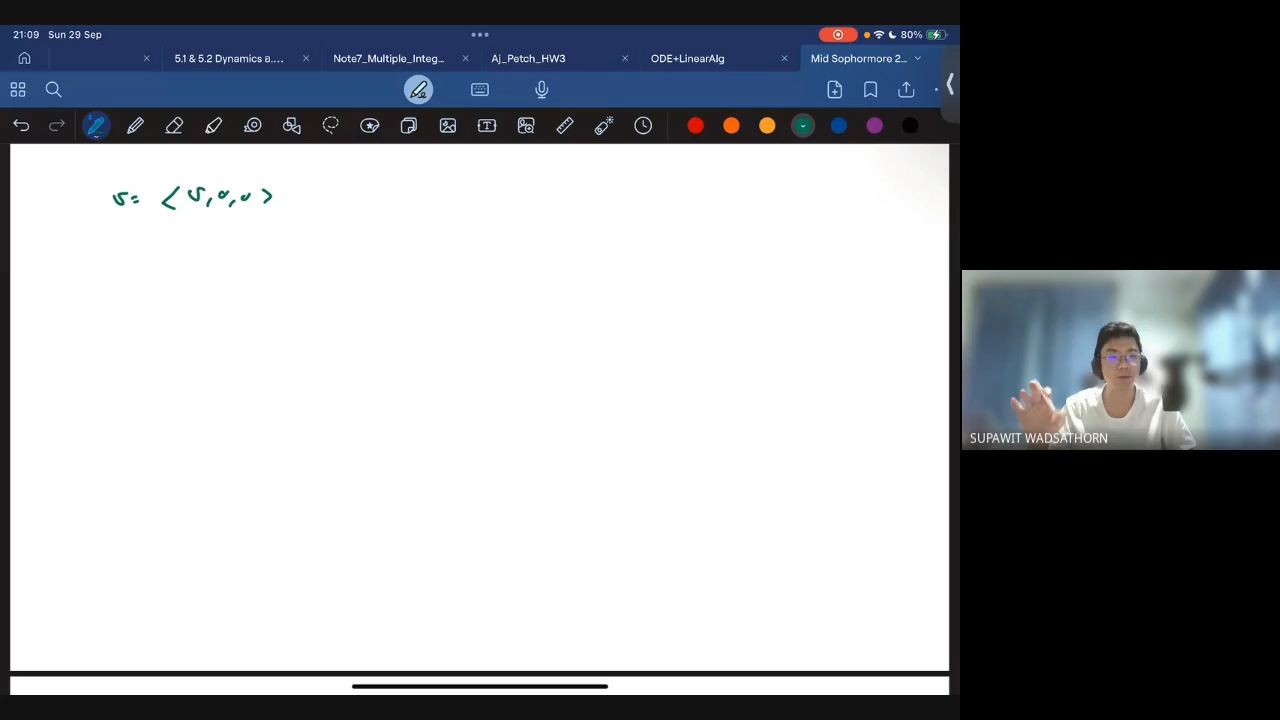 21:09 Sun 29 Sep
80%
5.1 & 5.2 Dynamics a....
Note7_Multiple_Integ...
Aj_Petch_HW3
ODE+LinearAlg
Mid Sophormore 2...
v = < v, 0, 0 >
SUPAWIT WADSATHORN